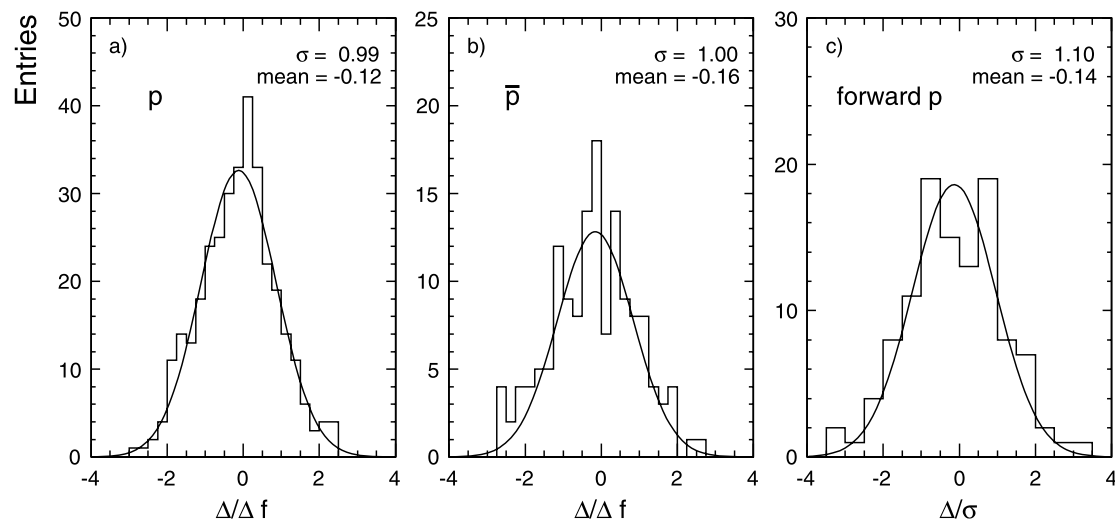 Entries
50
40
30
20
10
0
a)
σ = 0.99
mean = -0.12
p
-4 -2 0 2 4
Δ/Δ f
25
20
15
10
5
0
b)
σ = 1.00
mean = -0.16
p̅
-4 -2 0 2 4
Δ/Δ f
30
20
10
0
c)
σ = 1.10
mean = -0.14
forward p
-4 -2 0 2 4
Δ/σ